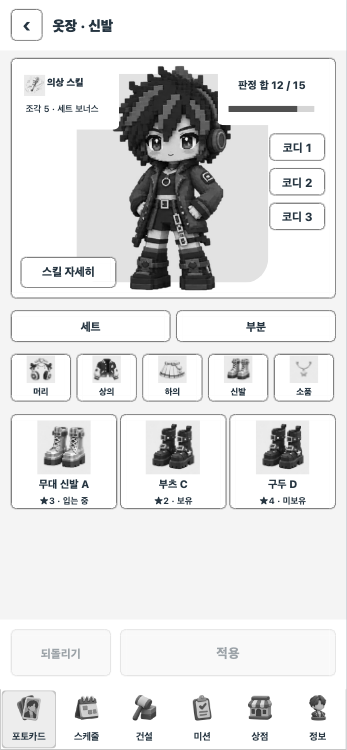 옷장 · 신발
의상 스킬
조각 5 · 세트 보너스
판정 합 12 / 15
코디 1
코디 2
코디 3
스킬 자세히
세트
부분
머리
상의
하의
신발
소품
무대 신발 A
★3 · 입는 중
부츠 C
★2 · 보유
구두 D
★4 · 미보유
되돌리기
적용
포토카드
스케줄
건설
미션
상점
정보